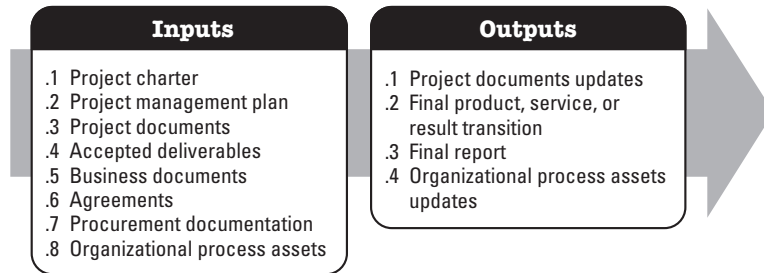 Inputs
.1 Project charter
.2 Project management plan
.3 Project documents
.4 Accepted deliverables
.5 Business documents
.6 Agreements
.7 Procurement documentation
.8 Organizational process assets
Outputs
.1 Project documents updates
.2 Final product, service, or
result transition
.3 Final report
.4 Organizational process assets
updates